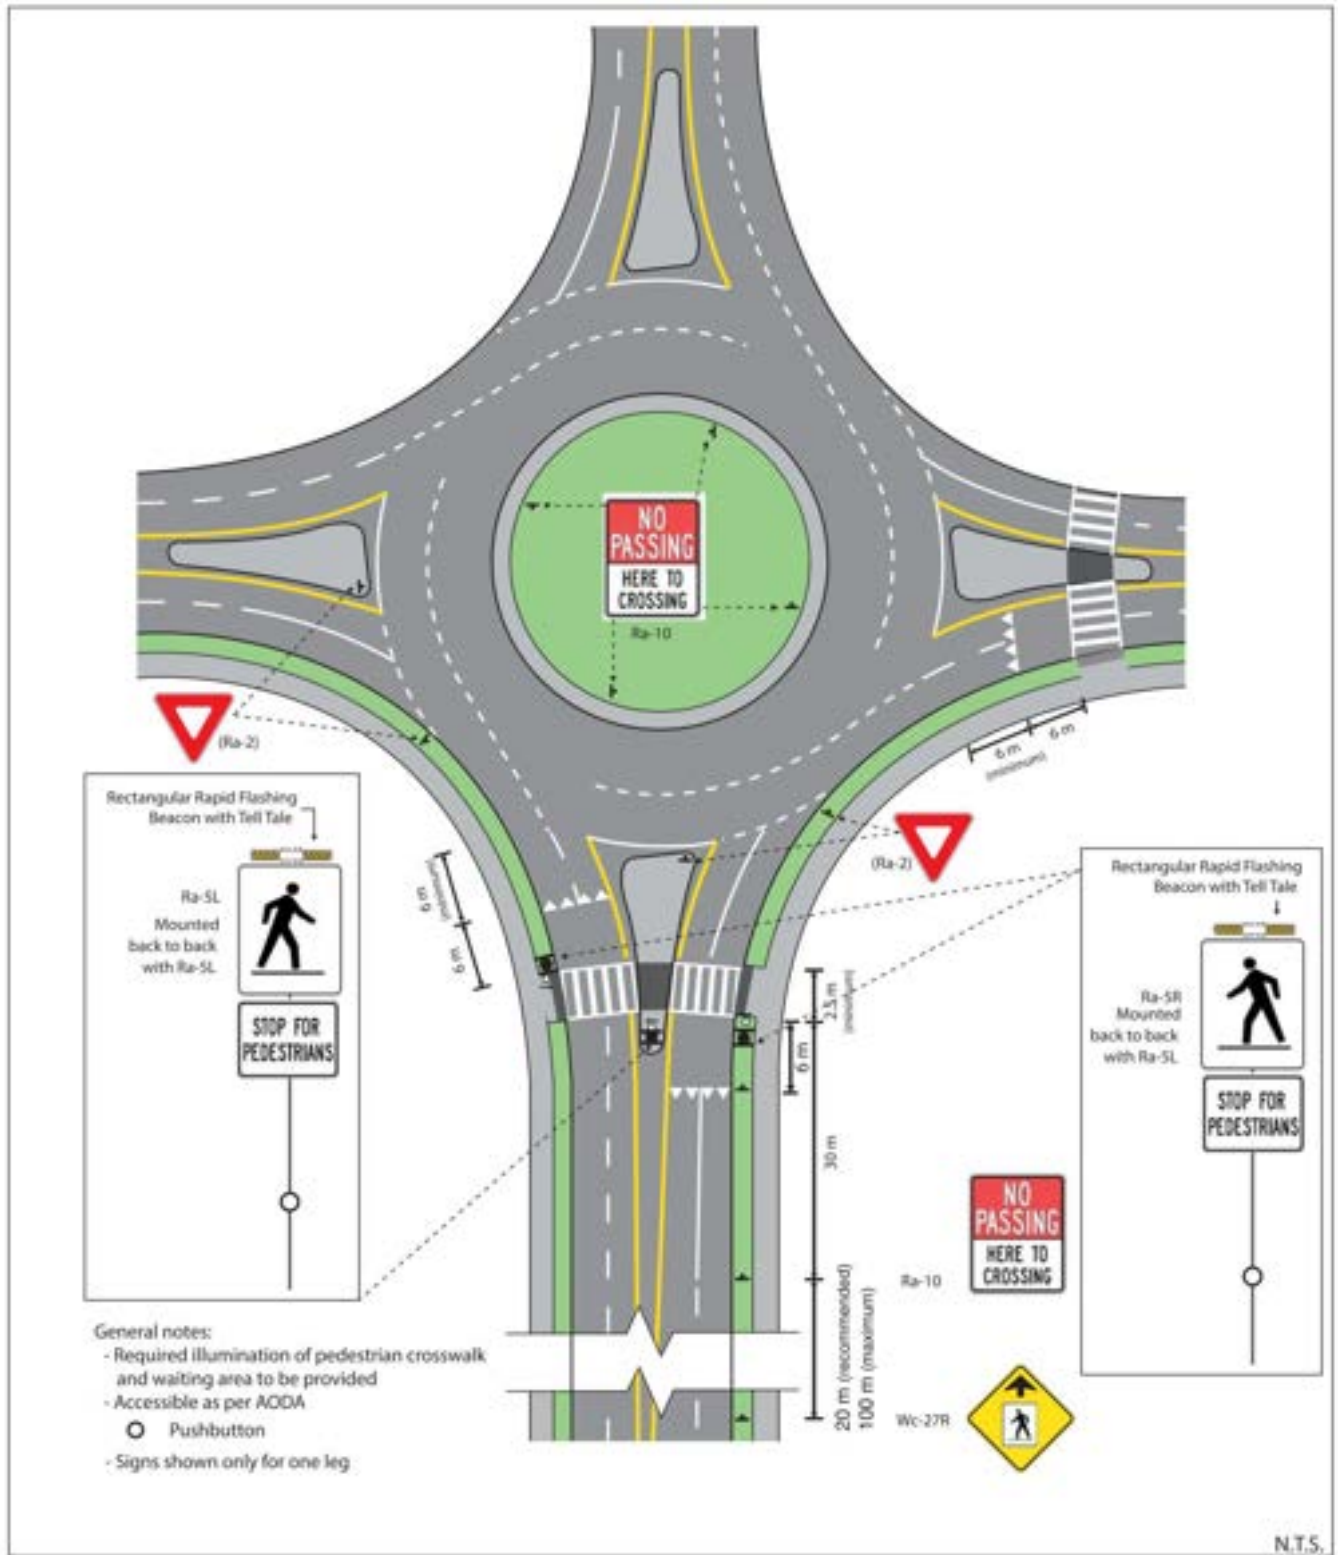 NO
PASSING
HERE TO
CROSSING
Ra-10
(Ra-2)
6 m
(minimum)
6 m
Rectangular Rapid Flashing
Beacon with Tell Tale
Ra-5L
Mounted
back to back
with Ra-5L
STOP FOR
PEDESTRIANS
6 m
(minimum)
6 m
(Ra-2)
Rectangular Rapid Flashing
Beacon with Tell Tale
Ra-5R
Mounted
back to back
with Ra-5L
STOP FOR
PEDESTRIANS
2.5 m
(minimum)
6 m
30 m
NO
PASSING
HERE TO
CROSSING
Ra-10
20 m (recommended)
100 m (maximum)
Wc-27R
General notes:
- Required illumination of pedestrian crosswalk
and waiting area to be provided
- Accessible as per AODA
Pushbutton
- Signs shown only for one leg
N.T.S.